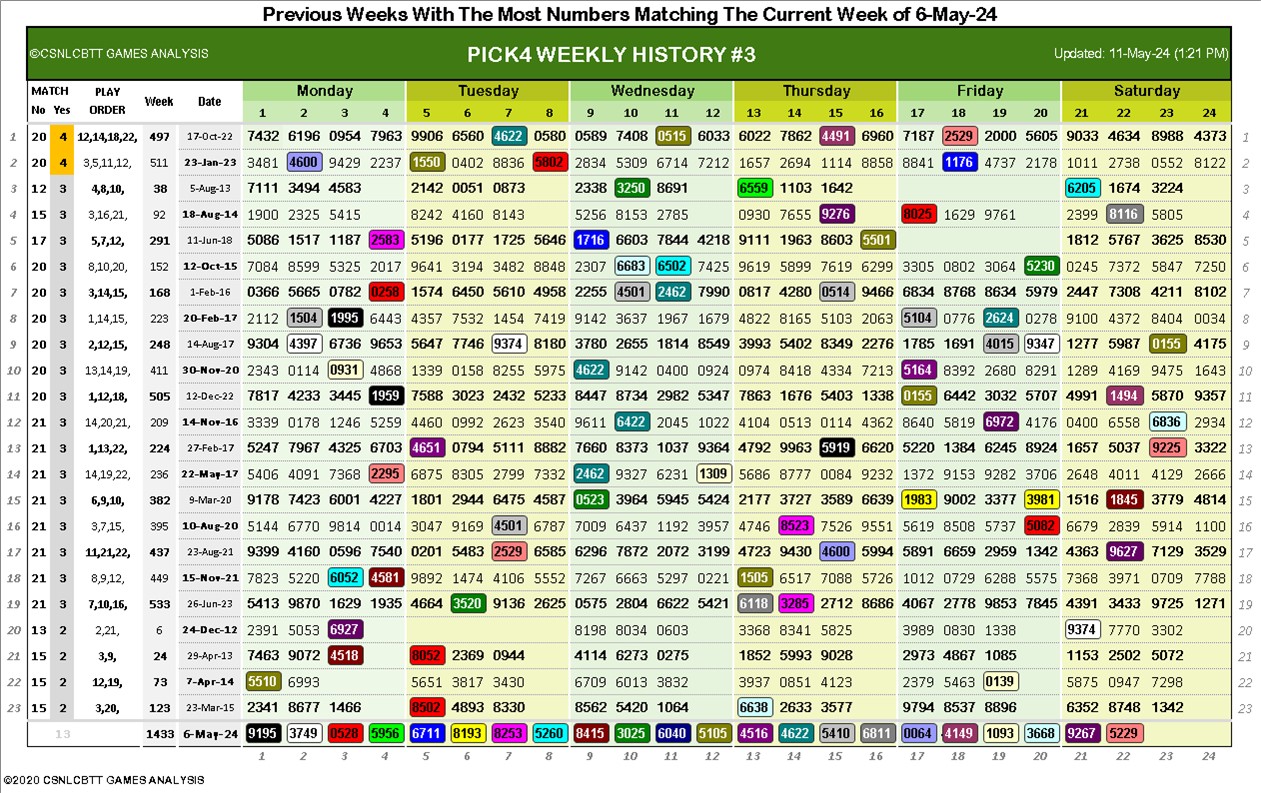 Previous Weeks With The Most Numbers Matching The Current Week of 6-May-24
©CSNLCBTT GAMES ANALYSIS PICK4 WEEKLY HISTORY #3 Updated: 11-May-24 (1:21 PM)
MATCH PLAY Week Date Monday Tuesday Wednesday Thursday Friday Saturday
No Yes ORDER 1 2 3 4 5 6 7 8 9 10 11 12 13 14 15 16 17 18 19 20 21 22 23 24
1 20 4 12,14,18,22, 497 17-Oct-22 7432 6196 0954 7963 9906 6560 4622 0580 0589 7408 0515 6033 6022 7862 4491 6960 7187 2529 2000 5605 9033 4634 8988 4373 1
2 20 4 3,5,11,12, 511 23-Jan-23 3481 4600 9429 2237 1550 0402 8836 5802 2834 5309 6714 7212 1657 2694 1114 8858 8841 1176 4737 2178 1011 2738 0552 8122 2
3 12 3 4,8,10, 38 5-Aug-13 7111 3494 4583 2142 0051 0873 2338 3250 8691 6559 1103 1642 6205 1674 3224 3
4 15 3 3,16,21, 92 18-Aug-14 1900 2325 5415 8242 4160 8143 5256 8153 2785 0930 7655 9276 8025 1629 9761 2399 8116 5805 4
5 17 3 5,7,12, 291 11-Jun-18 5086 1517 1187 2583 5196 0177 1725 5646 1716 6603 7844 4218 9111 1963 8603 5501 1812 5767 3625 8530 5
6 20 3 8,10,20, 152 12-Oct-15 7084 8599 5325 2017 9641 3194 3482 8848 2307 6683 6502 7425 9619 5899 7619 6299 3305 0802 3064 5230 0245 7372 5847 7250 6
7 20 3 3,14,15, 168 1-Feb-16 0366 5665 0782 0258 1574 6450 5610 4958 2255 4501 2462 7990 0817 4280 0514 9466 6834 8768 8634 5979 2447 7308 4211 8102 7
8 20 3 1,14,15, 223 20-Feb-17 2112 1504 1995 6443 4357 7532 1454 7419 9142 3637 1967 1679 4822 8165 5103 2063 5104 0776 2624 0278 9100 4372 8404 0034 8
9 20 3 2,12,15, 248 14-Aug-17 9304 4397 6736 9653 5647 7746 9374 8180 3780 2655 1814 8549 3993 5402 8349 2276 1785 1691 4015 9347 1277 5987 0155 4175 9
10 20 3 13,14,19, 411 30-Nov-20 2343 0114 0931 4868 1339 0158 8255 5975 4622 9142 0400 0924 0974 8418 4334 7213 5164 8392 2680 8291 1289 4169 9475 1643 10
11 20 3 1,12,18, 505 12-Dec-22 7817 4233 3445 1959 7588 3023 2432 5233 8447 8734 2982 5347 7863 1676 5403 1338 0155 6442 3032 5707 4991 1494 5870 9357 11
12 20 3 14,20,21, 209 14-Nov-16 3339 0178 1246 5259 4460 0992 2623 3540 9611 6422 2045 1022 4104 0513 0114 4362 8640 5819 6972 4176 0400 6558 6836 2934 12
13 21 3 1,13,22, 224 27-Feb-17 5247 7967 4325 6703 4651 0794 5111 8882 7660 8373 1037 9364 4792 9963 5919 6620 5220 1384 6245 8924 1657 5037 9225 3322 13
14 21 3 14,19,22, 236 22-May-17 5406 4091 7368 2295 6875 8305 2799 7332 2462 9327 6231 1309 5686 8777 0084 9232 1372 9153 9282 2706 2648 4011 4129 2666 14
15 21 3 6,9,10, 382 9-Mar-20 9178 7423 6001 4227 1801 2944 6475 4587 0523 3964 5945 5424 2177 3727 3589 6639 1983 9002 3377 3981 1516 1845 3779 4814 15
16 21 3 3,7,15, 395 10-Aug-20 5144 6770 9814 0014 3047 9169 4501 6787 7009 6437 1192 3957 4746 8523 7526 9551 5619 8508 5737 5082 6679 2839 5914 1100 16
17 21 3 11,21,22, 437 23-Aug-21 9399 4160 0596 7540 0201 5483 2529 6585 6296 7872 2072 3199 4723 9430 4600 5994 5891 6659 2959 1342 4363 9627 7129 3529 17
18 21 3 8,9,12, 449 15-Nov-21 7823 5220 6052 4581 9892 1474 4106 5552 7267 6663 5297 0221 1505 6517 7088 5726 1012 0729 6288 5575 7368 3971 0709 7788 18
19 21 3 7,10,16, 533 26-Jun-23 5413 9870 1629 1935 4664 3520 9136 2625 0575 2804 6622 5421 6118 3285 2712 8686 4067 2778 9853 7845 4391 3433 9725 1271 19
20 13 2 2,21, 6 24-Dec-12 2391 5053 6927 8198 8034 0603 3368 8341 5825 3989 0830 1338 9374 7770 3302 20
21 15 2 3,9, 24 29-Apr-13 7463 9072 4518 8052 2369 0944 4114 6273 0275 1852 5993 9028 2973 4867 1085 1153 2502 5072 21
22 15 2 12,19, 73 7-Apr-14 5510 6993 5651 3817 3430 6709 6013 3832 3937 0851 4123 2379 5463 0139 5875 0947 7298 22
23 15 2 3,20, 123 23-Mar-15 2341 8677 1466 8502 4893 8330 8562 5420 1064 6638 2633 3577 9794 8537 8896 6352 8748 1342 23
13 1433 6-May-24 9195 3749 0528 5956 6711 8193 8253 5260 8415 3025 6040 5105 4516 4622 5410 6811 0064 4149 1093 3668 9267 5229
1 2 3 4 5 6 7 8 9 10 11 12 13 14 15 16 17 18 19 20 21 22 23 24
©2020 CSNLCBTT GAMES ANALYSIS